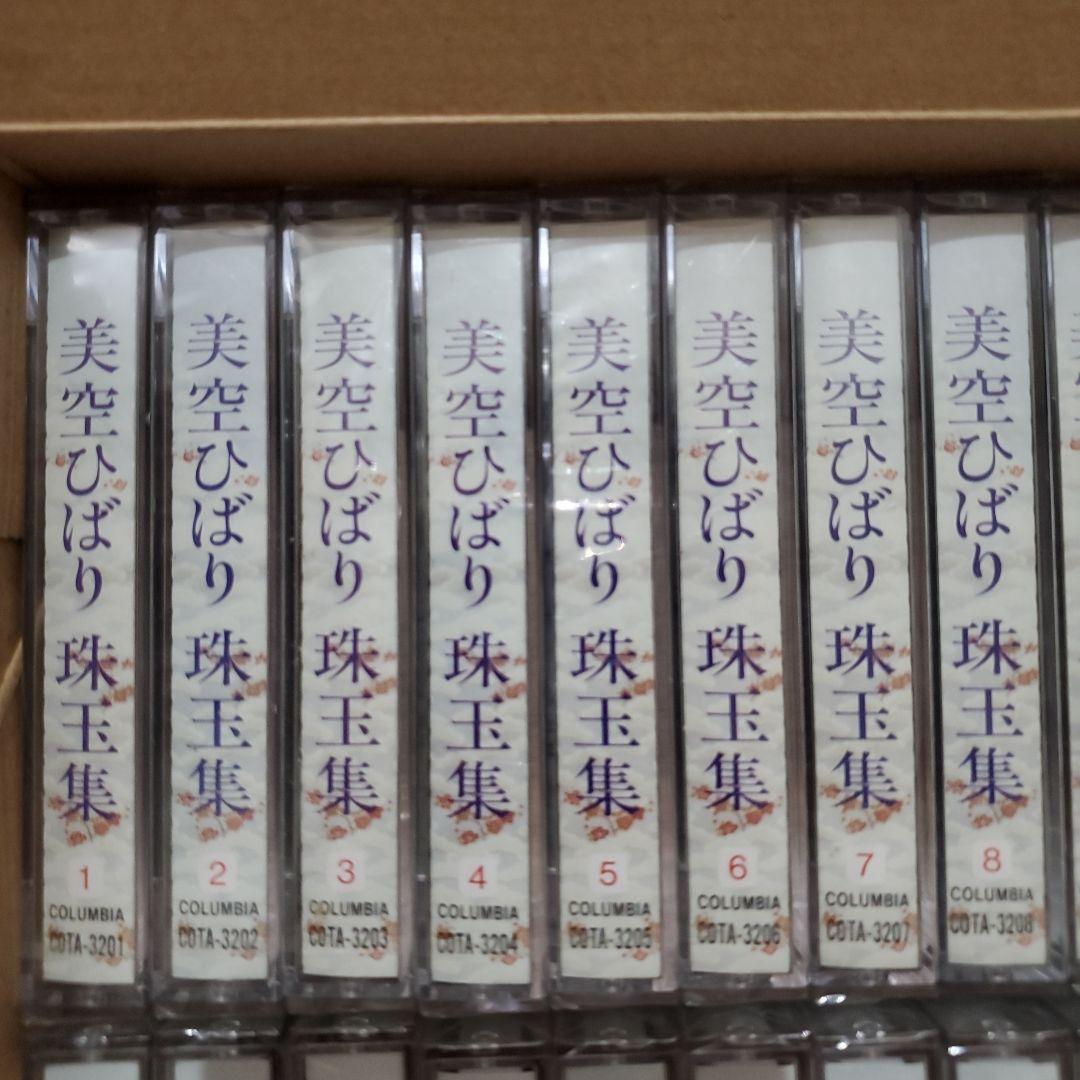 美空ひばり 珠玉集
1
COLUMBIA
COTA-3201
美空ひばり 珠玉集
2
COLUMBIA
COTA-3202
美空ひばり 珠玉集
3
COLUMBIA
COTA-3203
美空ひばり 珠玉集
4
COLUMBIA
COTA-3204
美空ひばり 珠玉集
5
COLUMBIA
COTA-3205
美空ひばり 珠玉集
6
COLUMBIA
COTA-3206
美空ひばり 珠玉集
7
COLUMBIA
COTA-3207
美空ひばり 珠玉集
8
COLUMBIA
COTA-3208